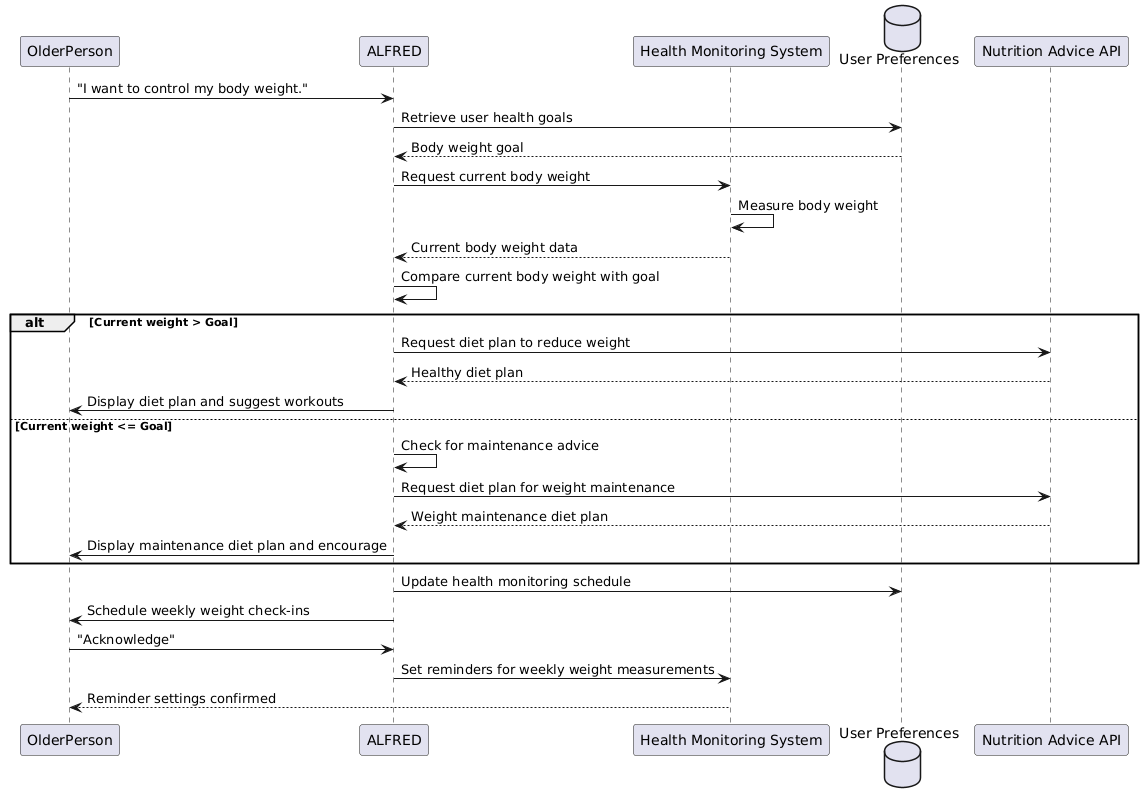 OlderPerson
ALFRED
Health Monitoring System
User Preferences
Nutrition Advice API
"I want to control my body weight."
Retrieve user health goals
Body weight goal
Request current body weight
Measure body weight
Current body weight data
Compare current body weight with goal
alt [Current weight > Goal]
Request diet plan to reduce weight
Healthy diet plan
Display diet plan and suggest workouts
[Current weight <= Goal]
Check for maintenance advice
Request diet plan for weight maintenance
Weight maintenance diet plan
Display maintenance diet plan and encourage
Update health monitoring schedule
Schedule weekly weight check-ins
"Acknowledge"
Set reminders for weekly weight measurements
Reminder settings confirmed
OlderPerson
ALFRED
Health Monitoring System
User Preferences
Nutrition Advice API